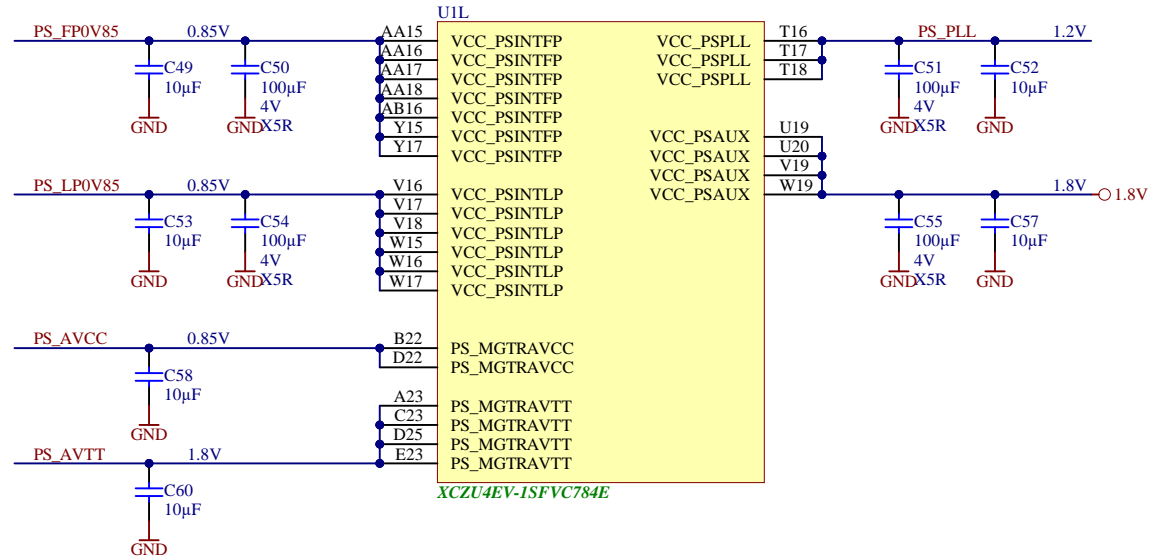 U1L
PS_FP0V85 0.85V AA15 VCC_PSINTFP VCC_PSPLL T16 PS_PLL 1.2V
AA16 VCC_PSINTFP VCC_PSPLL T17
C49 C50 AA17 VCC_PSINTFP VCC_PSPLL T18 C51 C52
10µF 100µF AA18 VCC_PSINTFP 100µF 10µF
4V AB16 VCC_PSINTFP 4V
GND GND X5R Y15 VCC_PSINTFP VCC_PSAUX U19 GND X5R GND
Y17 VCC_PSINTFP VCC_PSAUX U20
VCC_PSAUX V19
PS_LP0V85 0.85V V16 VCC_PSINTLP VCC_PSAUX W19 1.8V 1.8V
V17 VCC_PSINTLP
C53 C54 V18 VCC_PSINTLP C55 C57
10µF 100µF W15 VCC_PSINTLP 100µF 10µF
4V W16 VCC_PSINTLP 4V
GND GND X5R W17 VCC_PSINTLP GND X5R GND
PS_AVCC 0.85V B22 PS_MGTRAVCC
D22 PS_MGTRAVCC
C58
10µF
A23 PS_MGTRAVTT
C23 PS_MGTRAVTT
GND D25 PS_MGTRAVTT
PS_AVTT 1.8V E23 PS_MGTRAVTT
C60
10µF
XCZU4EV-1SFVC784E
GND